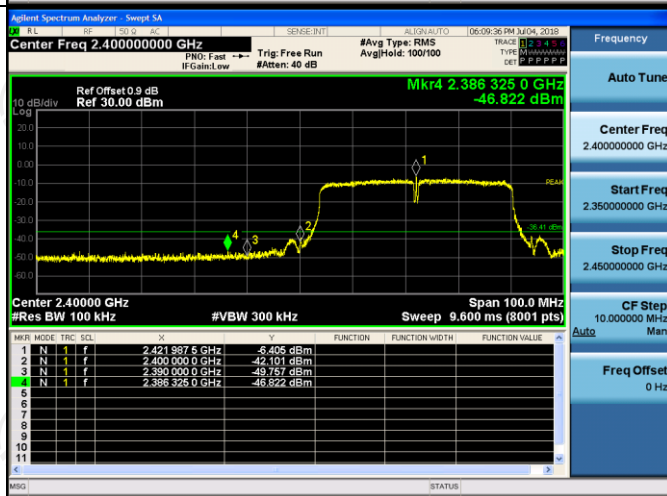 Agilent Spectrum Analyzer - Swept SA
RL RF 50 Ω AC SENSE:INT ALIGN AUTO 06:09:36 PM Jul 04, 2018
Center Freq 2.400000000 GHz
PNO: Fast
IFGain:Low
Trig: Free Run
#Atten: 40 dB
#Avg Type: RMS
Avg|Hold: 100/100
TRACE 1 2 3 4 5 6
TYPE M
DET P P P P P P
Ref Offset 0.9 dB
10 dB/div Ref 30.00 dBm
Log
Mkr4 2.386 325 0 GHz
-46.822 dBm
20.0
10.0
0.00
-10.0
-20.0
-30.0
-40.0
-50.0
-60.0
1
2
3
4
PEAK
-36.41 dBm
Center 2.40000 GHz Span 100.0 MHz
#Res BW 100 kHz #VBW 300 kHz Sweep 9.600 ms (8001 pts)
MKR MODE TRC SCL X Y FUNCTION FUNCTION WIDTH FUNCTION VALUE
1 N 1 f 2.421 987 5 GHz -6.405 dBm
2 N 1 f 2.400 000 0 GHz -42.101 dBm
3 N 1 f 2.390 000 0 GHz -49.757 dBm
4 N 1 f 2.386 325 0 GHz -46.822 dBm
5
6
7
8
9
10
11
MSG STATUS
Frequency
Auto Tune
Center Freq
2.400000000 GHz
Start Freq
2.350000000 GHz
Stop Freq
2.450000000 GHz
CF Step
10.000000 MHz
Auto Man
Freq Offset
0 Hz